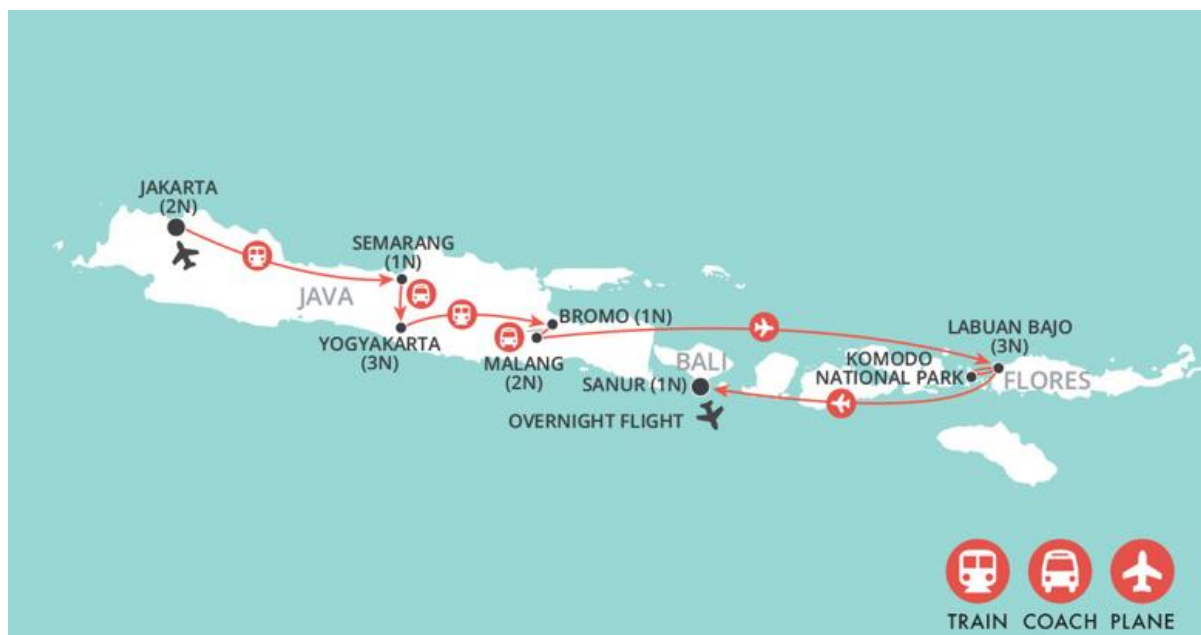 JAKARTA
(2N)
SEMARANG
(1N)
JAVA
YOGYAKARTA
(3N)
BROMO (1N)
MALANG
(2N)
BALI
SANUR (1N)
OVERNIGHT FLIGHT
LABUAN BAJO
(3N)
KOMODO
NATIONAL PARK
FLORES
TRAIN COACH PLANE